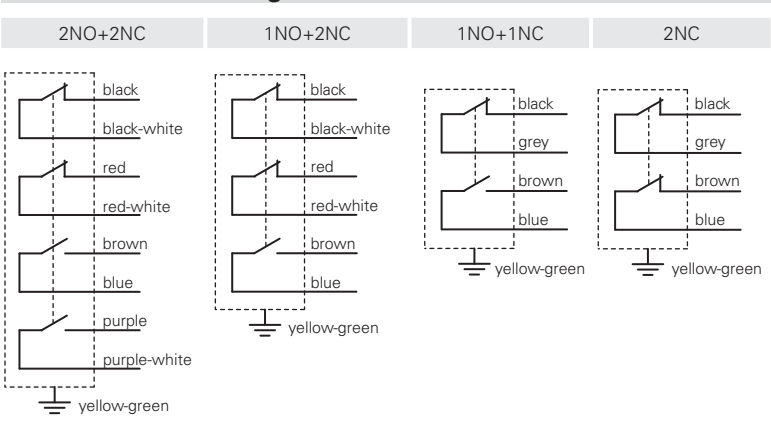 2NO+2NC
1NO+2NC
1NO+1NC
2NC
black
black-white
red
red-white
brown
blue
purple
purple-white
yellow-green
black
black-white
red
red-white
brown
blue
yellow-green
black
grey
brown
blue
yellow-green
black
grey
brown
blue
yellow-green